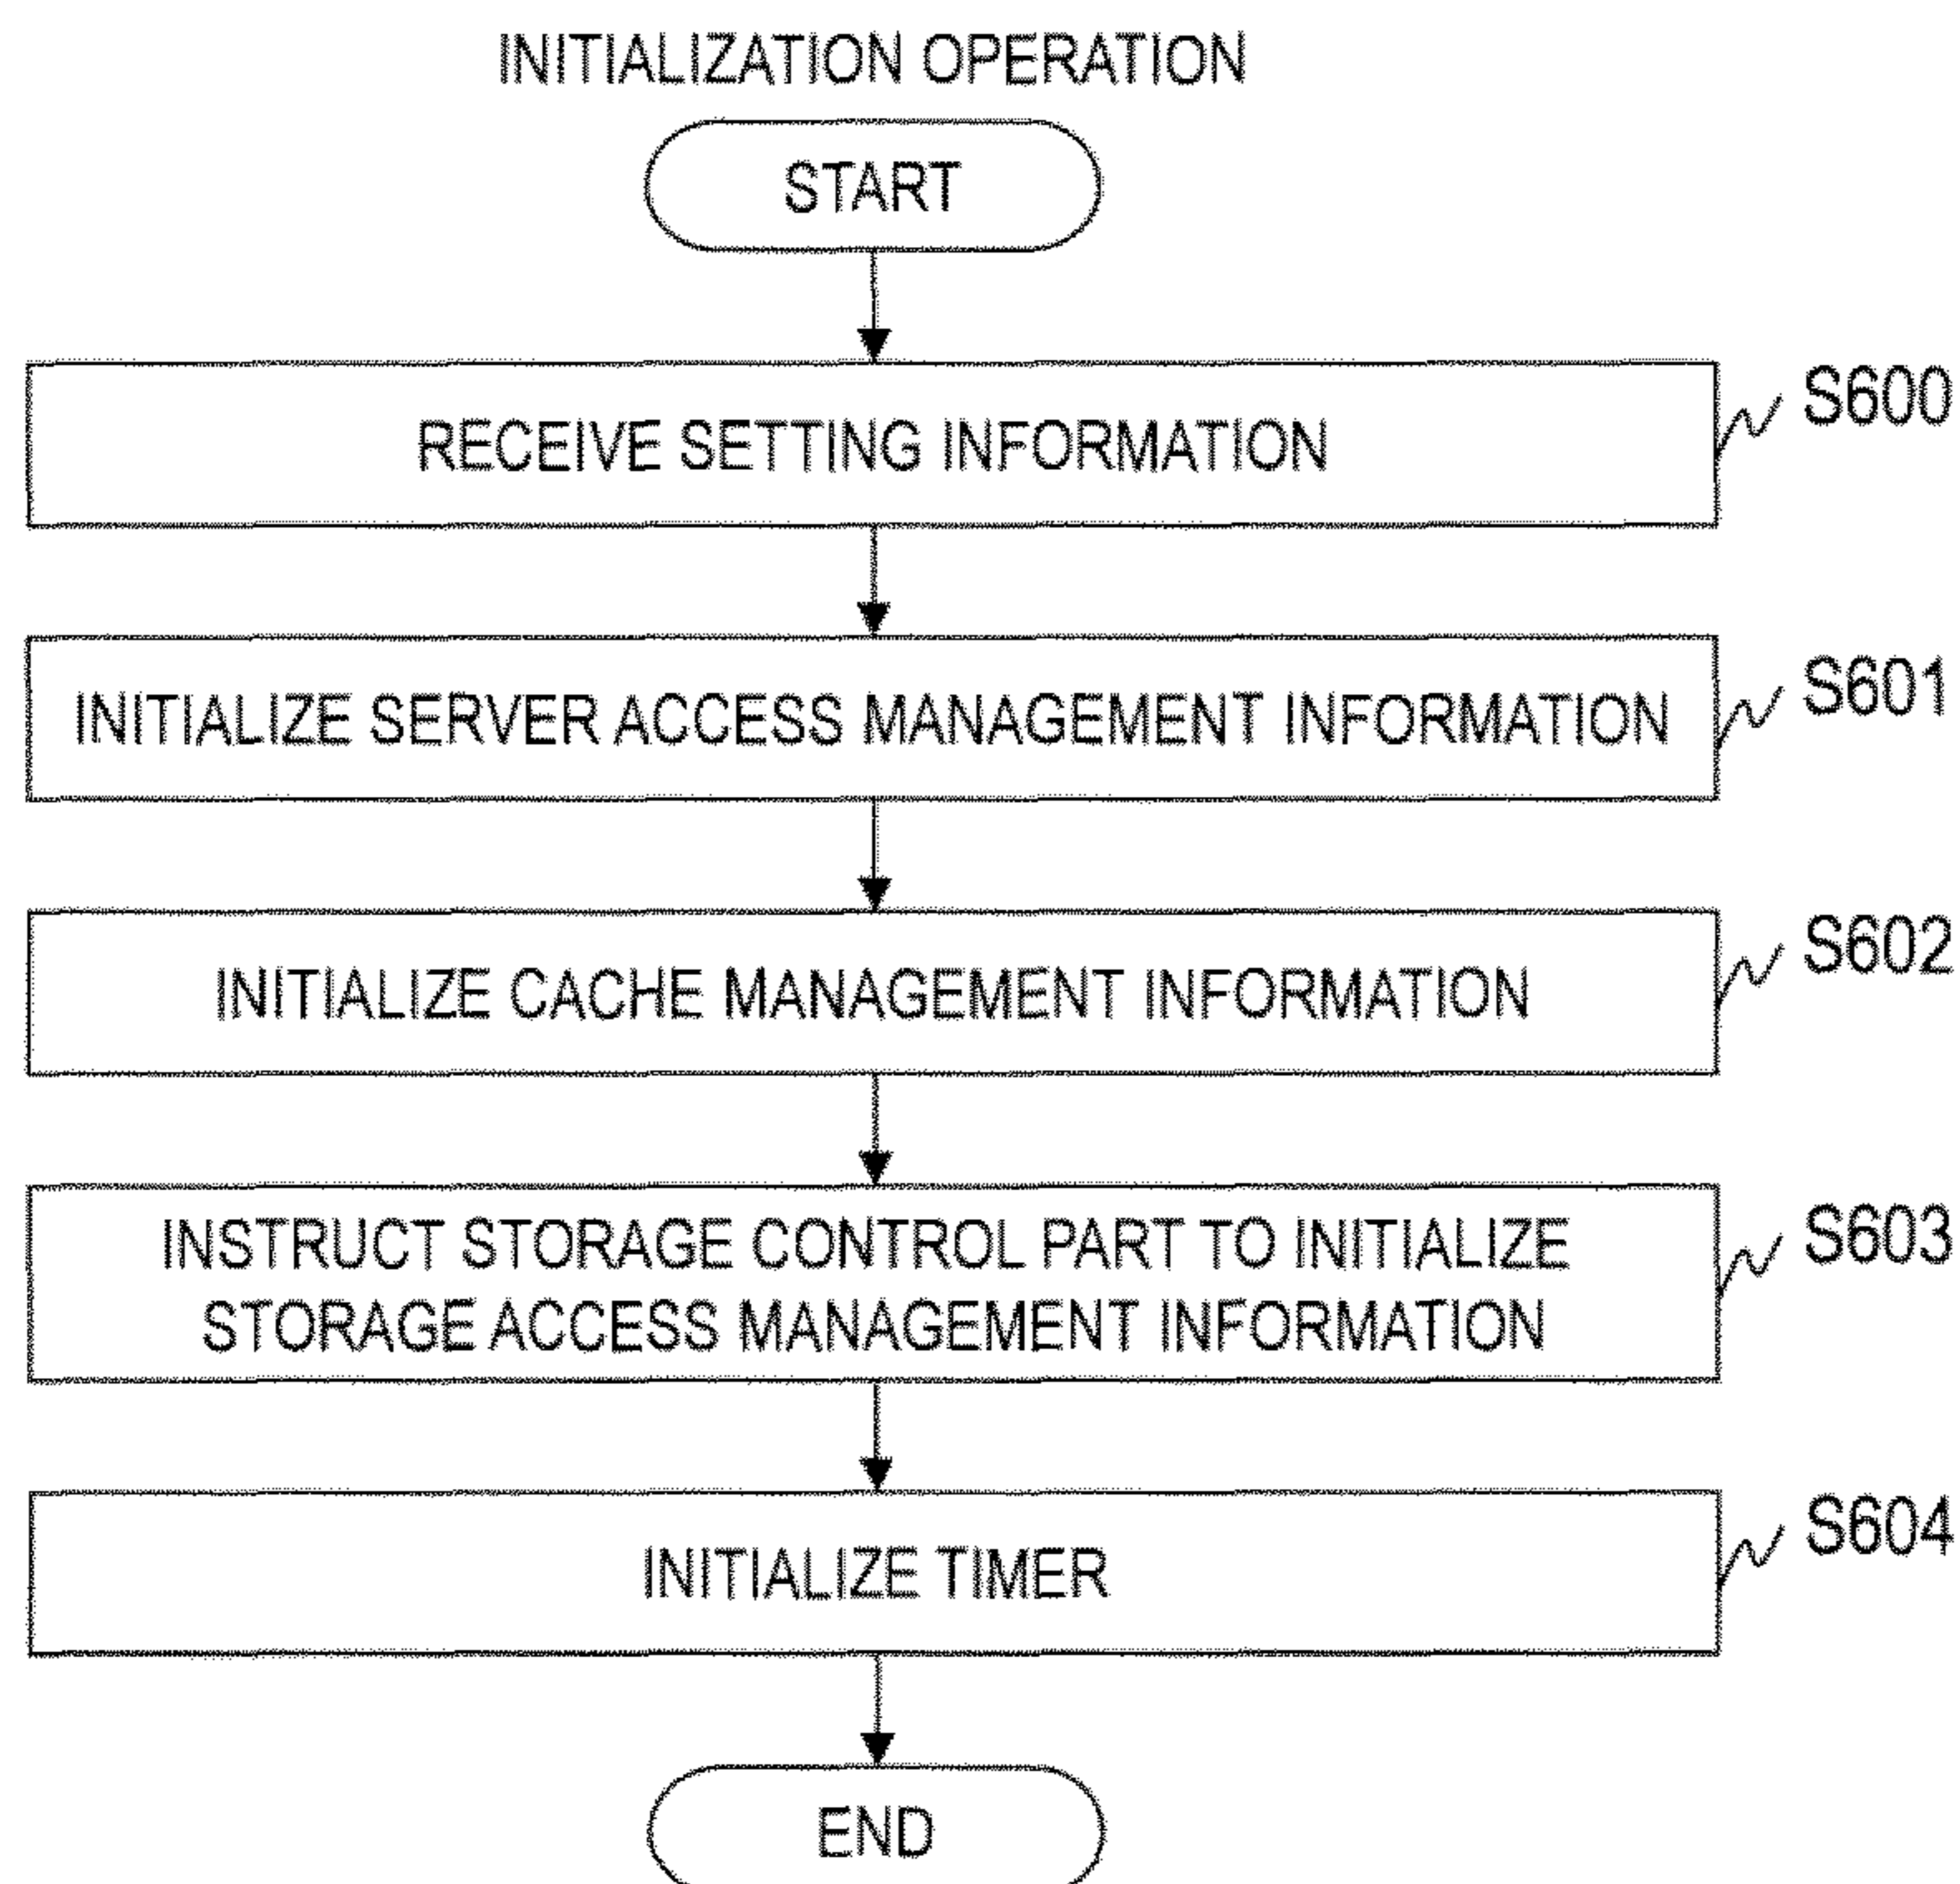 INITIALIZATION OPERATION
START
RECEIVE SETTING INFORMATION
S600
INITIALIZE SERVER ACCESS MANAGEMENT INFORMATION
S601
INITIALIZE CACHE MANAGEMENT INFORMATION
S602
INSTRUCT STORAGE CONTROL PART TO INITIALIZE
STORAGE ACCESS MANAGEMENT INFORMATION
S603
INITIALIZE TIMER
S604
END